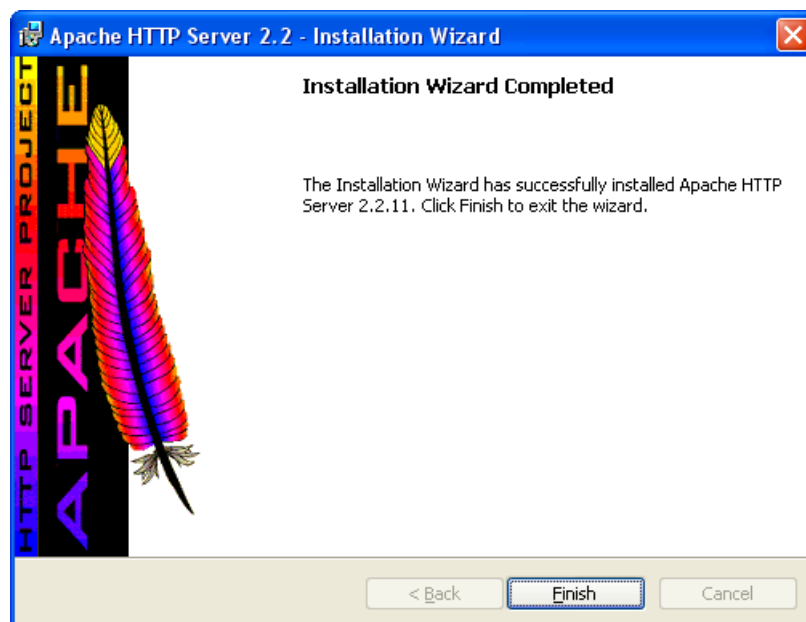 Apache HTTP Server 2.2 - Installation Wizard
HTTP SERVER PROJECT
APACHE
Installation Wizard Completed
The Installation Wizard has successfully installed Apache HTTP
Server 2.2.11. Click Finish to exit the wizard.
< Back
Finish
Cancel